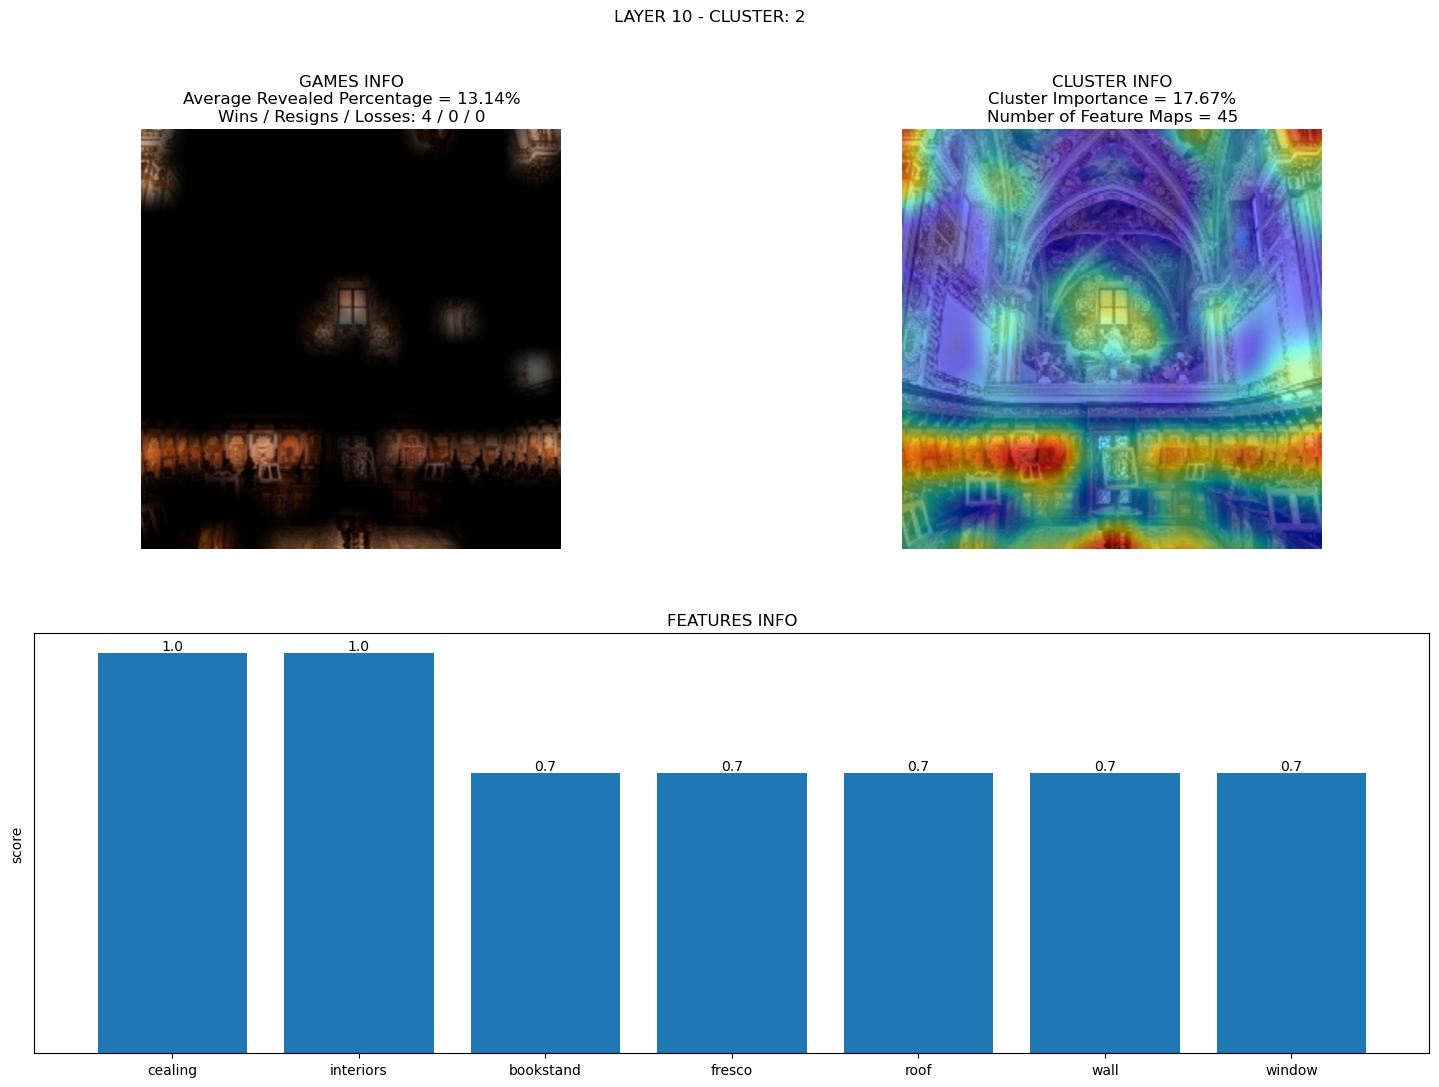 LAYER 10 - CLUSTER: 2
GAMES INFO
Average Revealed Percentage = 13.14%
Wins / Resigns / Losses: 4 / 0 / 0
CLUSTER INFO
Cluster Importance = 17.67%
Number of Feature Maps = 45
FEATURES INFO
score
1.0
1.0
0.7
0.7
0.7
0.7
0.7
cealing
interiors
bookstand
fresco
roof
wall
window